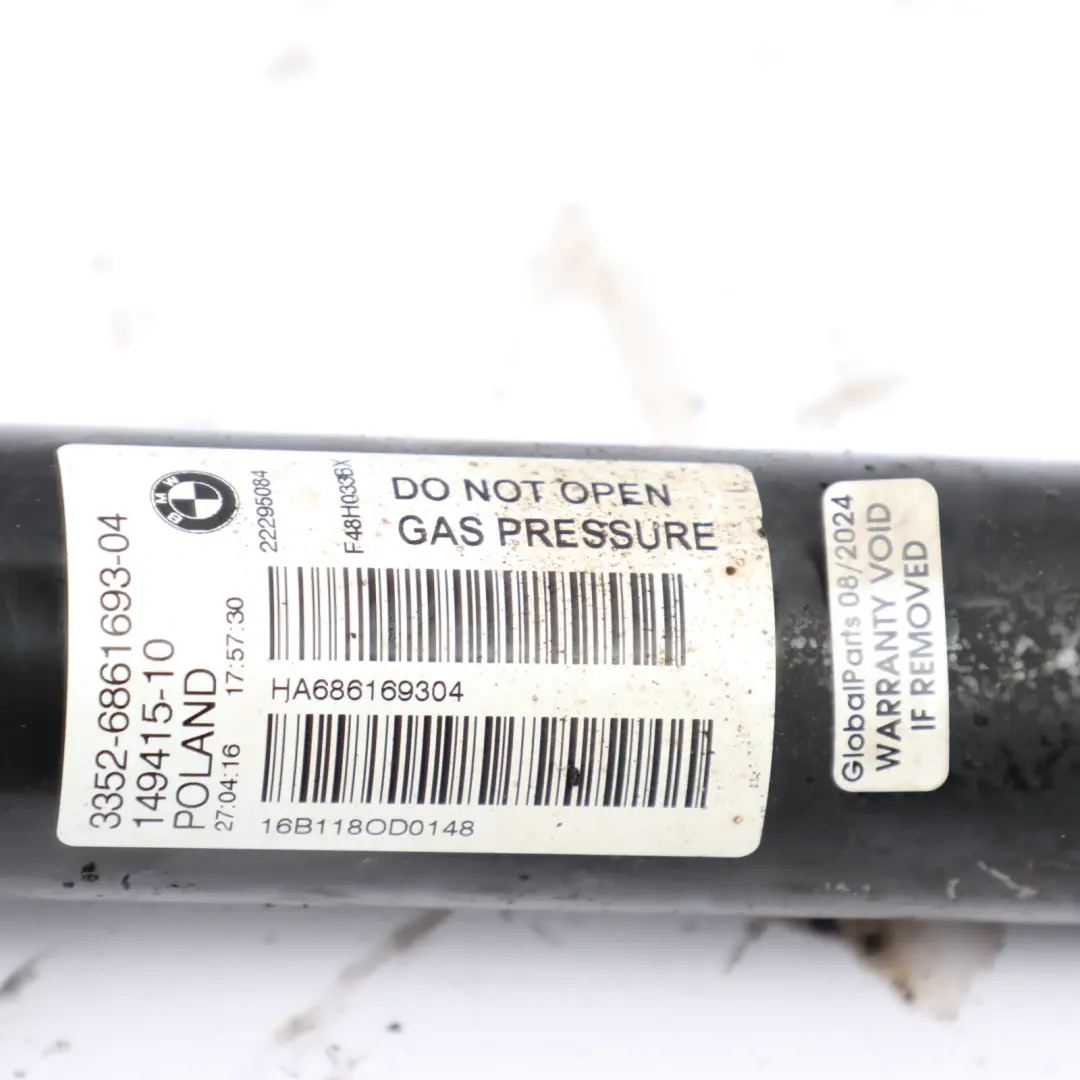 BMW
3352-6861693-04
149415-10
POLAND
27:04:16 17:57:30
22295084
F48H0336X
DO NOT OPEN
GAS PRESSURE
HA686169304
16B118OD0148
GlobalParts 08/2024
WARRANTY VOID
IF REMOVED